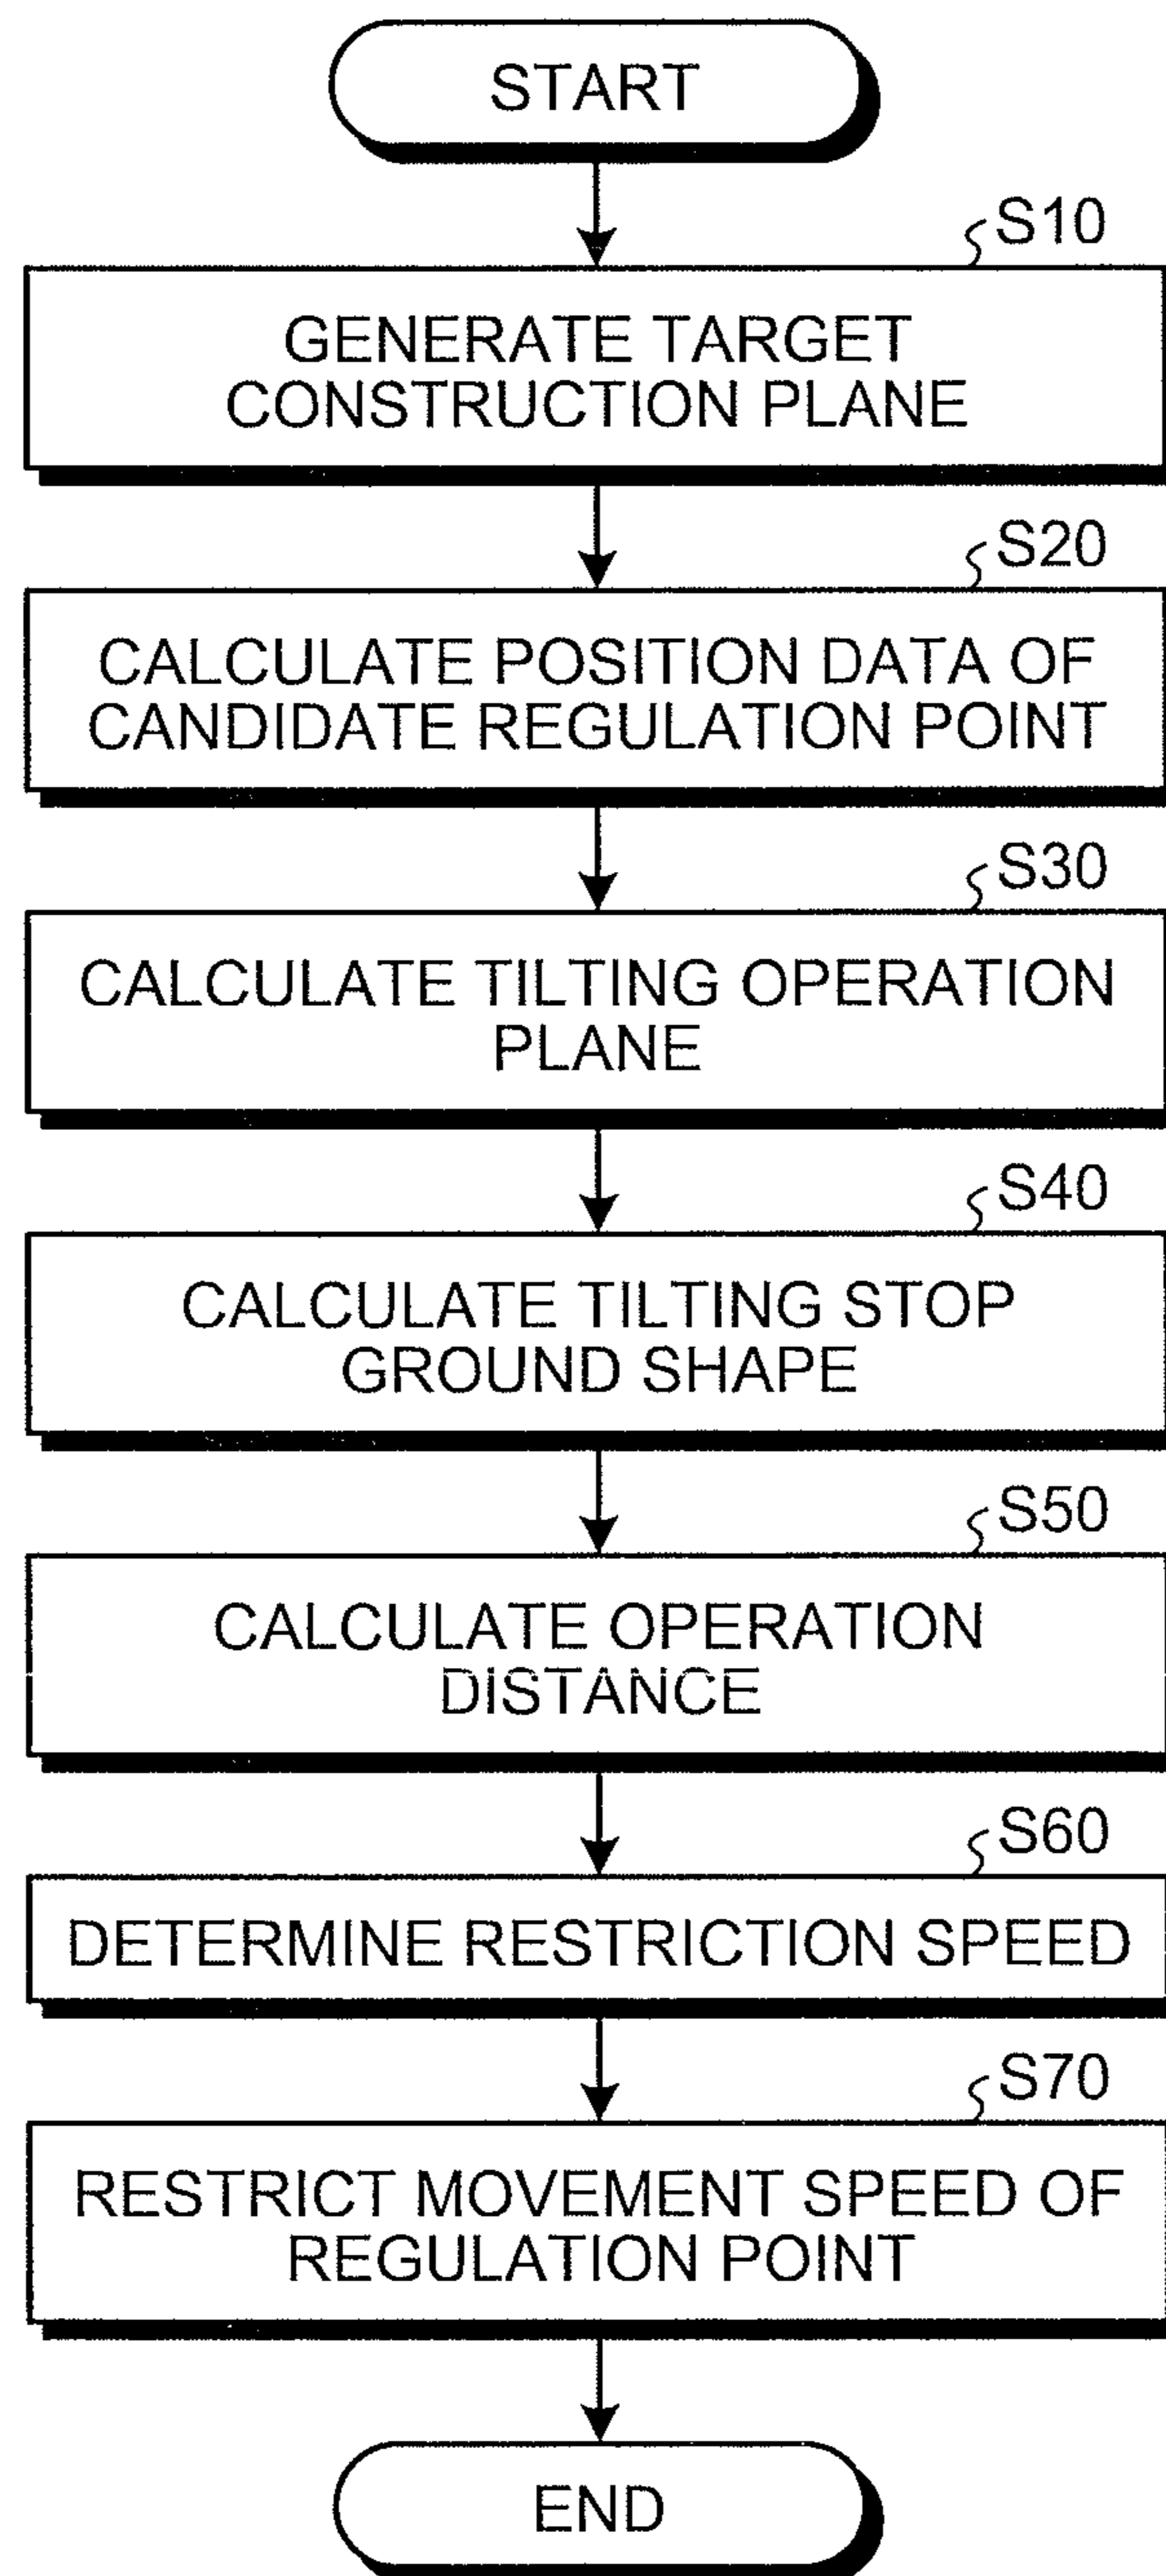 START
S10
GENERATE TARGET
CONSTRUCTION PLANE
S20
CALCULATE POSITION DATA OF
CANDIDATE REGULATION POINT
S30
CALCULATE TILTING OPERATION
PLANE
S40
CALCULATE TILTING STOP
GROUND SHAPE
S50
CALCULATE OPERATION
DISTANCE
S60
DETERMINE RESTRICTION SPEED
S70
RESTRICT MOVEMENT SPEED OF
REGULATION POINT
END